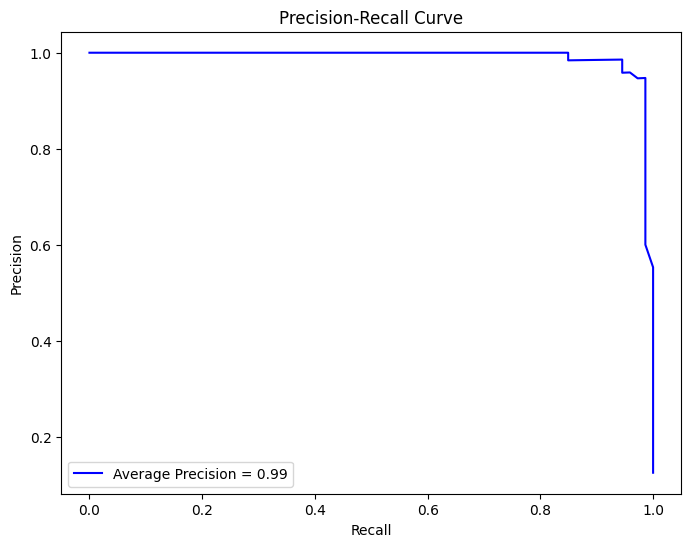 Precision-Recall Curve
1.0
0.8
0.6
0.4
0.2
Precision
Average Precision = 0.99
0.0 0.2 0.4 0.6 0.8 1.0
Recall